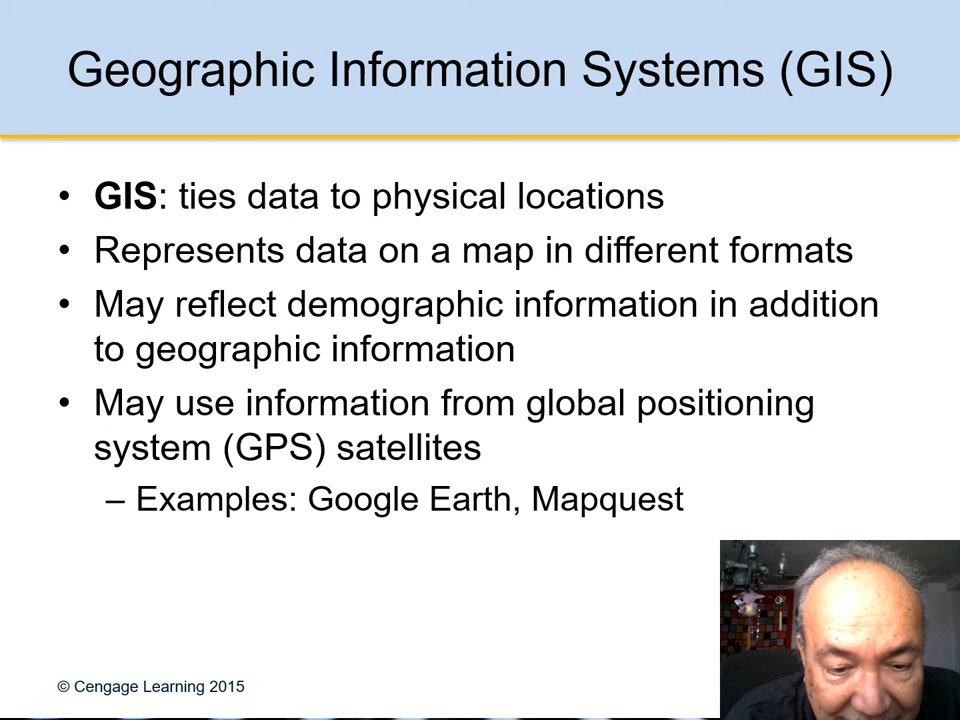 Geographic Information Systems (GIS)
• GIS: ties data to physical locations
• Represents data on a map in different formats
• May reflect demographic information in addition
to geographic information
• May use information from global positioning
system (GPS) satellites
– Examples: Google Earth, Mapquest
© Cengage Learning 2015